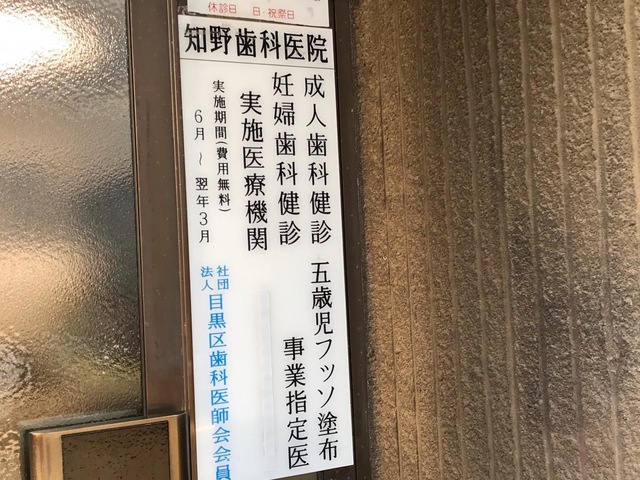 休診日 日 祝祭日
知野歯科医院
成人歯科健診
妊婦歯科健診
実施医療機関
実施期間(費用無料)
6月～翌年3月
五歳児フッソ塗布
事業指定医
社団法人 目黒区歯科医師会会員